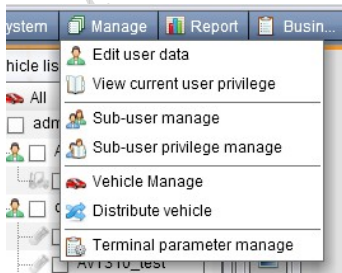 ystem Manage Report Busin...
Edit user data
hicle lis
View current user privilege
All
Sub-user manage
adm
Sub-user privilege manage
Vehicle Manage
Distribute vehicle
Terminal parameter manage
AVT310_test